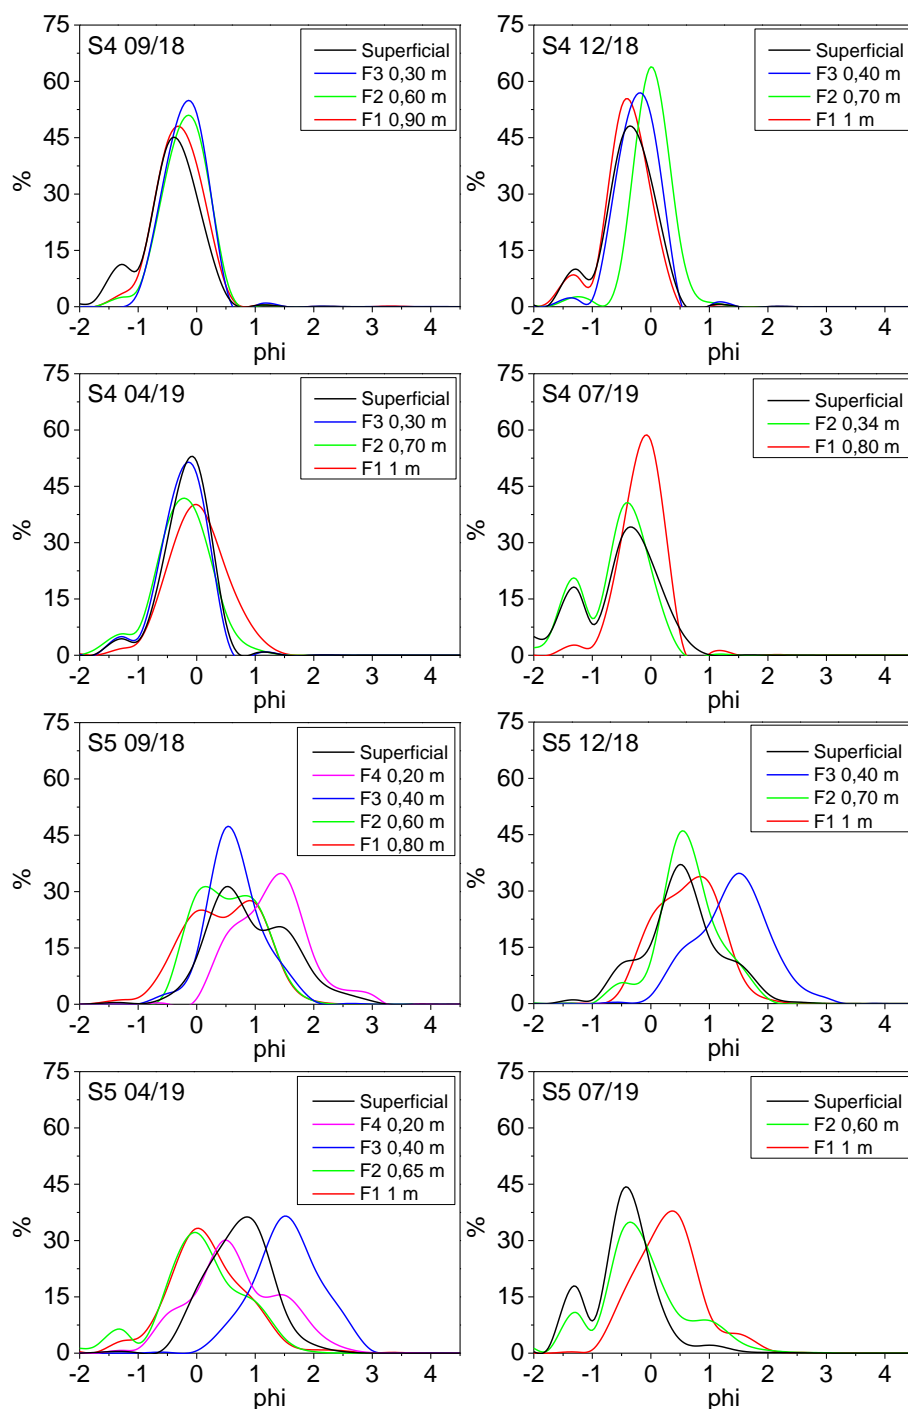 S4 09/18
Superficial
F3 0,30 m
F2 0,60 m
F1 0,90 m
75
60
45
30
15
0
%
-2 -1 0 1 2 3 4
phi
S4 12/18
Superficial
F3 0,40 m
F2 0,70 m
F1 1 m
75
60
45
30
15
0
%
-2 -1 0 1 2 3 4
phi
S4 04/19
Superficial
F3 0,30 m
F2 0,70 m
F1 1 m
75
60
45
30
15
0
%
-2 -1 0 1 2 3 4
phi
S4 07/19
Superficial
F2 0,34 m
F1 0,80 m
75
60
45
30
15
0
%
-2 -1 0 1 2 3 4
phi
S5 09/18
Superficial
F4 0,20 m
F3 0,40 m
F2 0,60 m
F1 0,80 m
75
60
45
30
15
0
%
-2 -1 0 1 2 3 4
phi
S5 12/18
Superficial
F3 0,40 m
F2 0,70 m
F1 1 m
75
60
45
30
15
0
%
-2 -1 0 1 2 3 4
phi
S5 04/19
Superficial
F4 0,20 m
F3 0,40 m
F2 0,65 m
F1 1 m
75
60
45
30
15
0
%
-2 -1 0 1 2 3 4
phi
S5 07/19
Superficial
F2 0,60 m
F1 1 m
75
60
45
30
15
0
%
-2 -1 0 1 2 3 4
phi